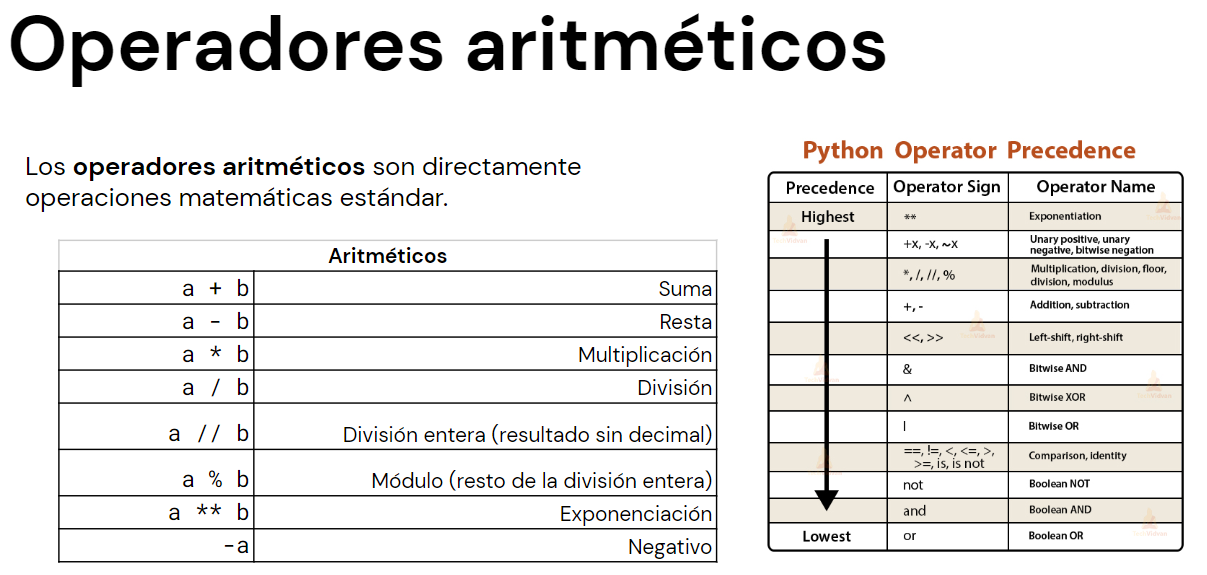 Operadores aritméticos
Los operadores aritméticos son directamente
operaciones matemáticas estándar.
Aritméticos
a + b Suma
a - b Resta
a * b Multiplicación
a / b División
a // b División entera (resultado sin decimal)
a % b Módulo (resto de la división entera)
a ** b Exponenciación
-a Negativo
Python Operator Precedence
Precedence Operator Sign Operator Name
Highest ** Exponentiation
+x, -x, ~x Unary positive, unary
negative, bitwise negation
*, /, //, % Multiplication, division, floor,
division, modulus
+, - Addition, subtraction
<<, >> Left-shift, right-shift
& Bitwise AND
^ Bitwise XOR
| Bitwise OR
==, !=, <, <=, >,
>=, is, is not Comparison, identity
not Boolean NOT
and Boolean AND
Lowest or Boolean OR